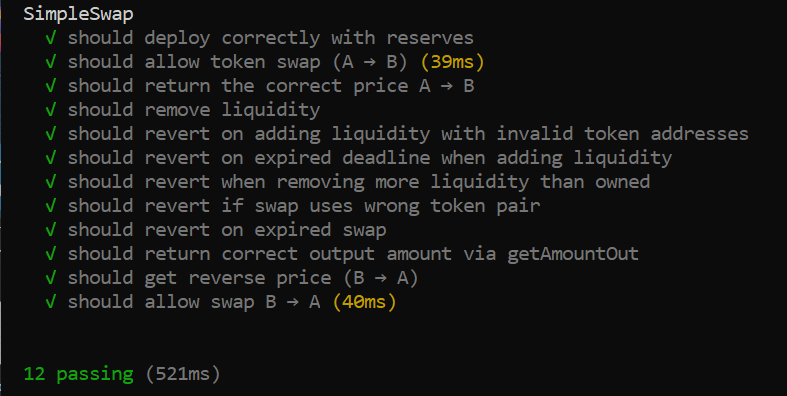 SimpleSwap
√ should deploy correctly with reserves
√ should allow token swap (A → B) (39ms)
√ should return the correct price A → B
√ should remove liquidity
√ should revert on adding liquidity with invalid token addresses
√ should revert on expired deadline when adding liquidity
√ should revert when removing more liquidity than owned
√ should revert if swap uses wrong token pair
√ should revert on expired swap
√ should return correct output amount via getAmountOut
√ should get reverse price (B → A)
√ should allow swap B → A (40ms)
12 passing (521ms)